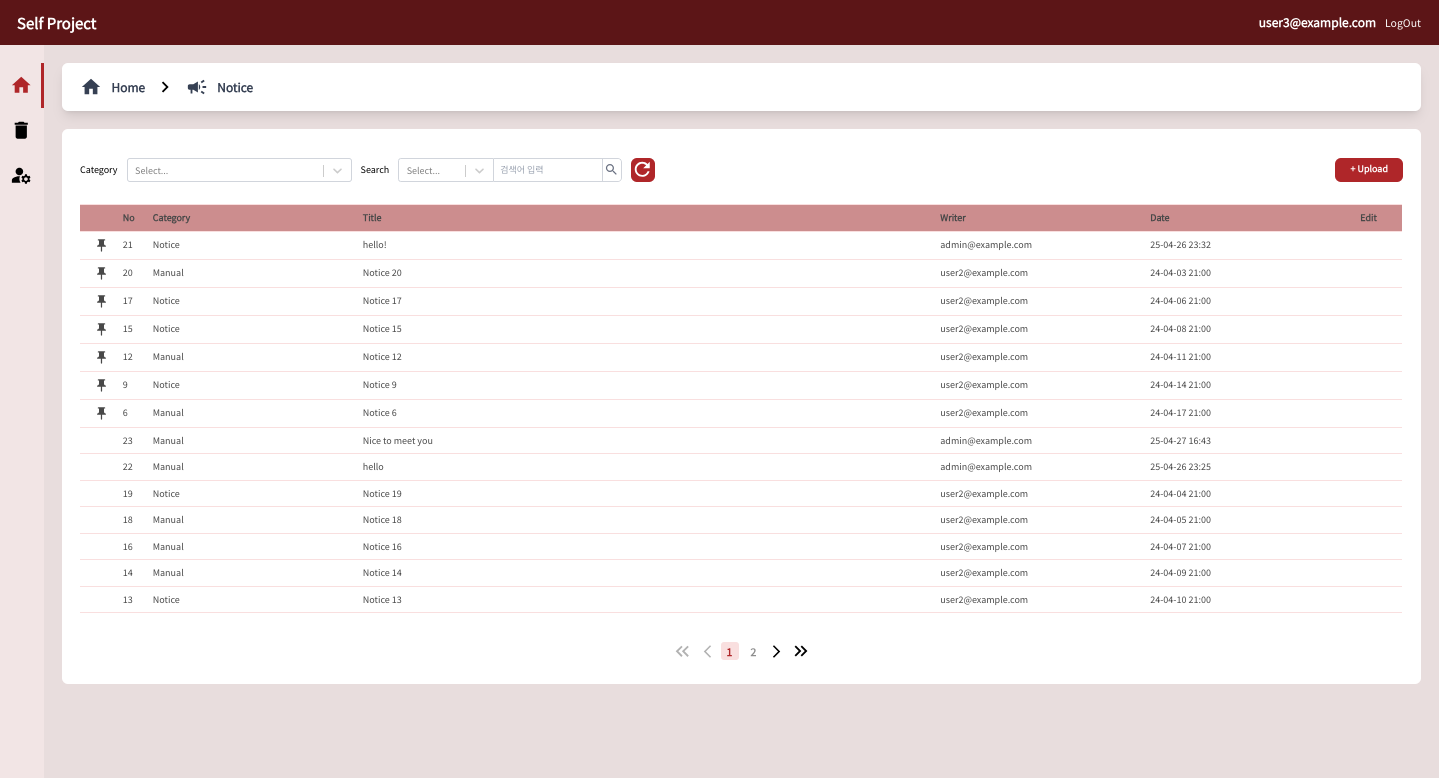 Self Project user3@example.com LogOut
Home Notice
Category Select... Search Select... 검색어 입력 + Upload
No Category Title Writer Date Edit
21 Notice hello! admin@example.com 25-04-26 23:32
20 Manual Notice 20 user2@example.com 24-04-03 21:00
17 Notice Notice 17 user2@example.com 24-04-06 21:00
15 Notice Notice 15 user2@example.com 24-04-08 21:00
12 Manual Notice 12 user2@example.com 24-04-11 21:00
9 Notice Notice 9 user2@example.com 24-04-14 21:00
6 Manual Notice 6 user2@example.com 24-04-17 21:00
23 Manual Nice to meet you admin@example.com 25-04-27 16:43
22 Manual hello admin@example.com 25-04-26 23:25
19 Notice Notice 19 user2@example.com 24-04-04 21:00
18 Manual Notice 18 user2@example.com 24-04-05 21:00
16 Manual Notice 16 user2@example.com 24-04-07 21:00
14 Manual Notice 14 user2@example.com 24-04-09 21:00
13 Notice Notice 13 user2@example.com 24-04-10 21:00
1 2